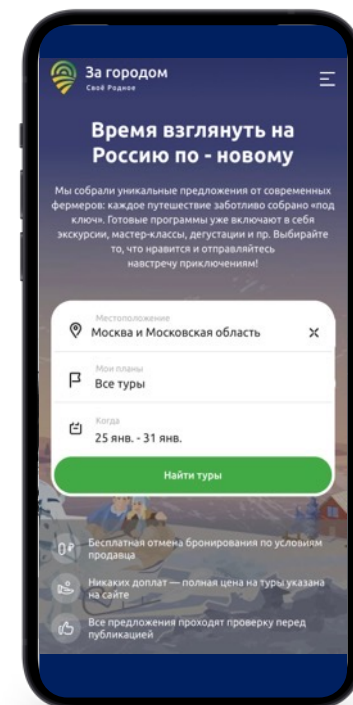 За городом
Своё Родное
Время взглянуть на
Россию по - новому
Мы собрали уникальные предложения от современных
фермеров: каждое путешествие заботливо собрано «под
ключ». Готовые программы уже включают в себя
экскурсии, мастер-классы, дегустации и пр. Выбирайте
то, что нравится и отправляйтесь
навстречу приключениям!
Местоположение
Москва и Московская область
Мои планы
Все туры
Когда
25 янв. - 31 янв.
Найти туры
0₽
Бесплатная отмена бронирования по условиям
продавца
Никаких доплат — полная цена на туры указана
на сайте
Все предложения проходят проверку перед
публикацией